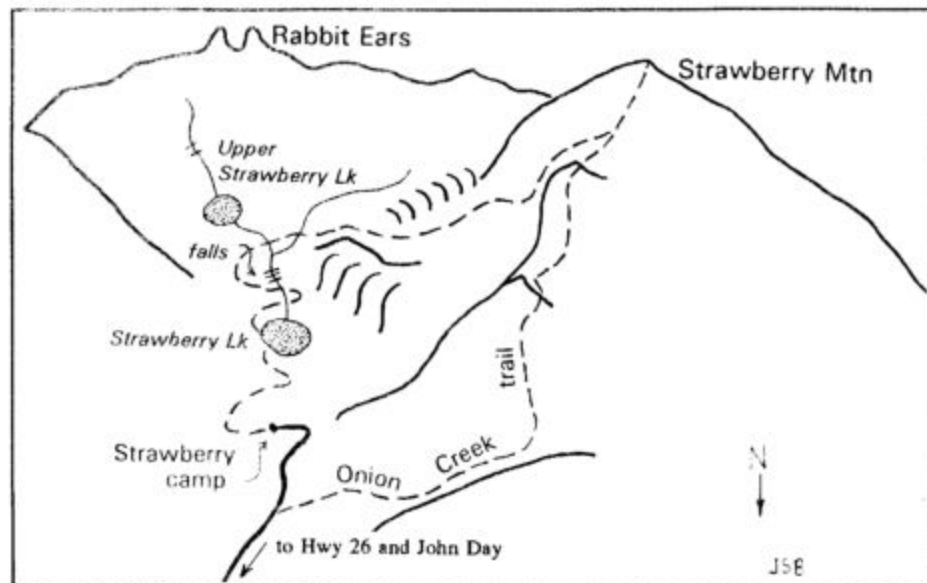 Rabbit Ears
Strawberry Mtn
Upper
Strawberry Lk
falls
Strawberry Lk
trail
Strawberry
camp
Onion Creek
N
to Hwy 26 and John Day
JSB